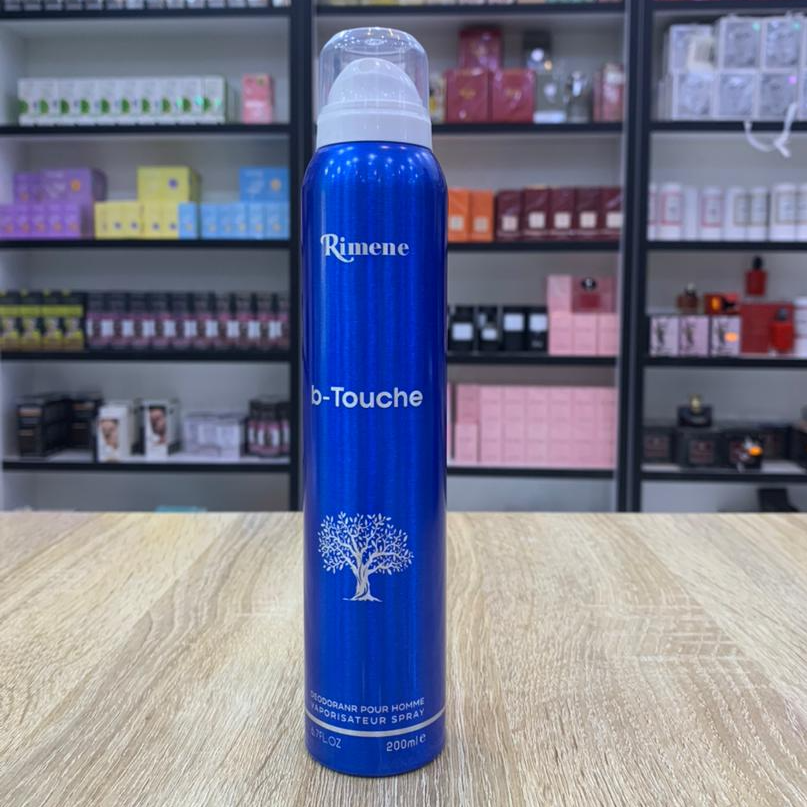 Rimene
b-Touche
DEODORANR POUR HOMME
VAPORISATEUR SPRAY
6.7FL.OZ 200ml e